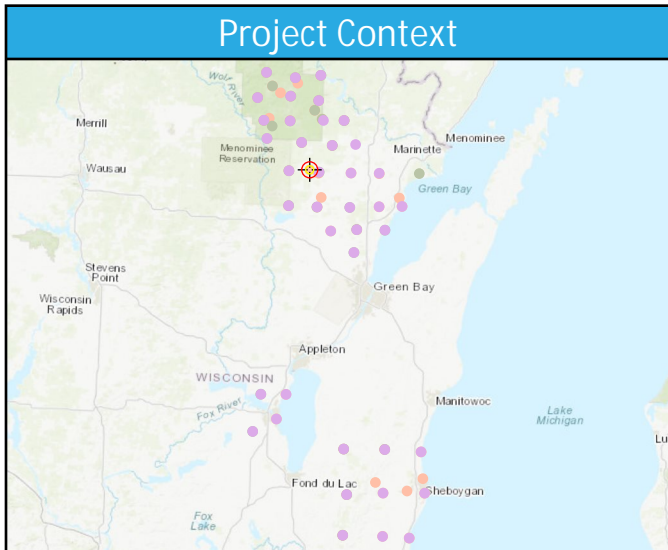 Project Context
Wolf
River
Merrill
Menominee
Reservation
Marinette
Menominee
Wausau
Green Bay
Stevens
Point
Wisconsin
Rapids
Green Bay
Appleton
WISCONSIN
Fox River
Manitowoc
Lake
Michigan
Lu
Fond du Lac
Sheboygan
Fox
Lake